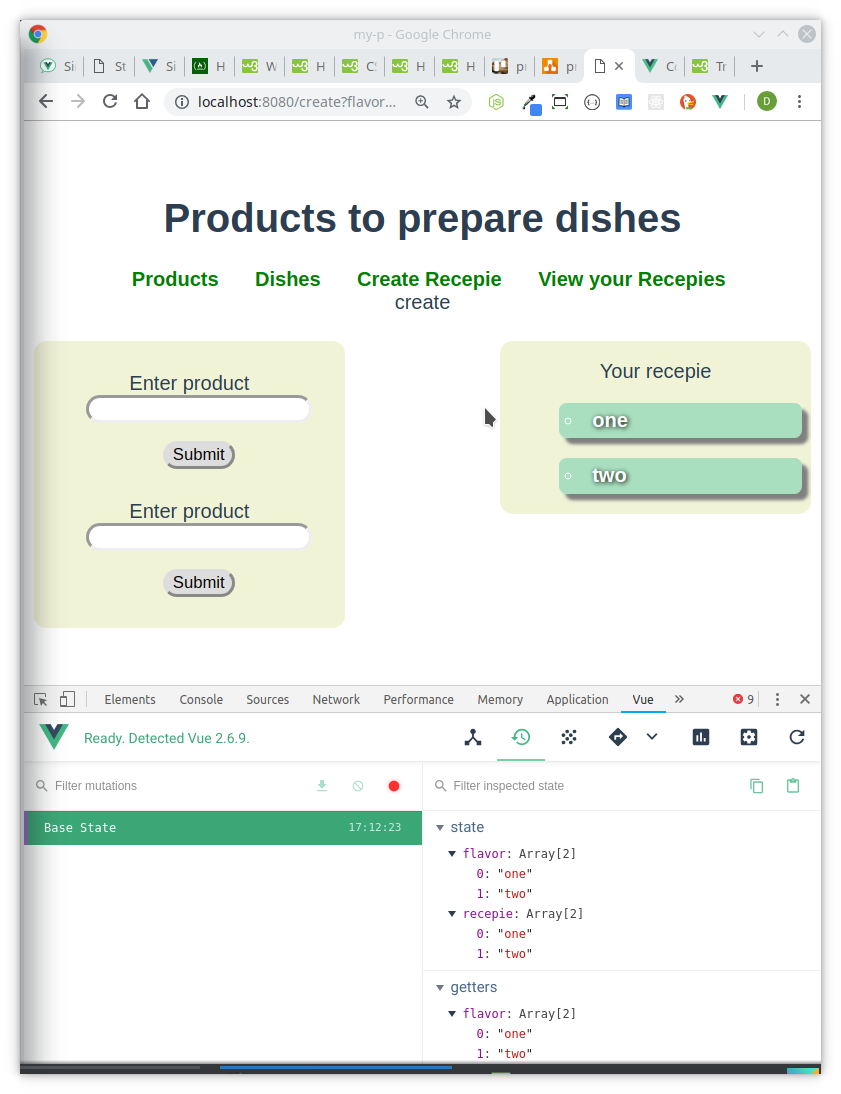 my-p - Google Chrome
Si St Si H W H C H H p p C Tr
localhost:8080/create?flavor...
D
Products to prepare dishes
Products Dishes Create Recepie View your Recepies
create
Enter product
Submit
Enter product
Submit
Your recepie
one
two
Elements Console Sources Network Performance Memory Application Vue » 9
Ready. Detected Vue 2.6.9.
Filter mutations
Base State 17:12:23
Filter inspected state
state
flavor: Array[2]
0: "one"
1: "two"
recepie: Array[2]
0: "one"
1: "two"
getters
flavor: Array[2]
0: "one"
1: "two"